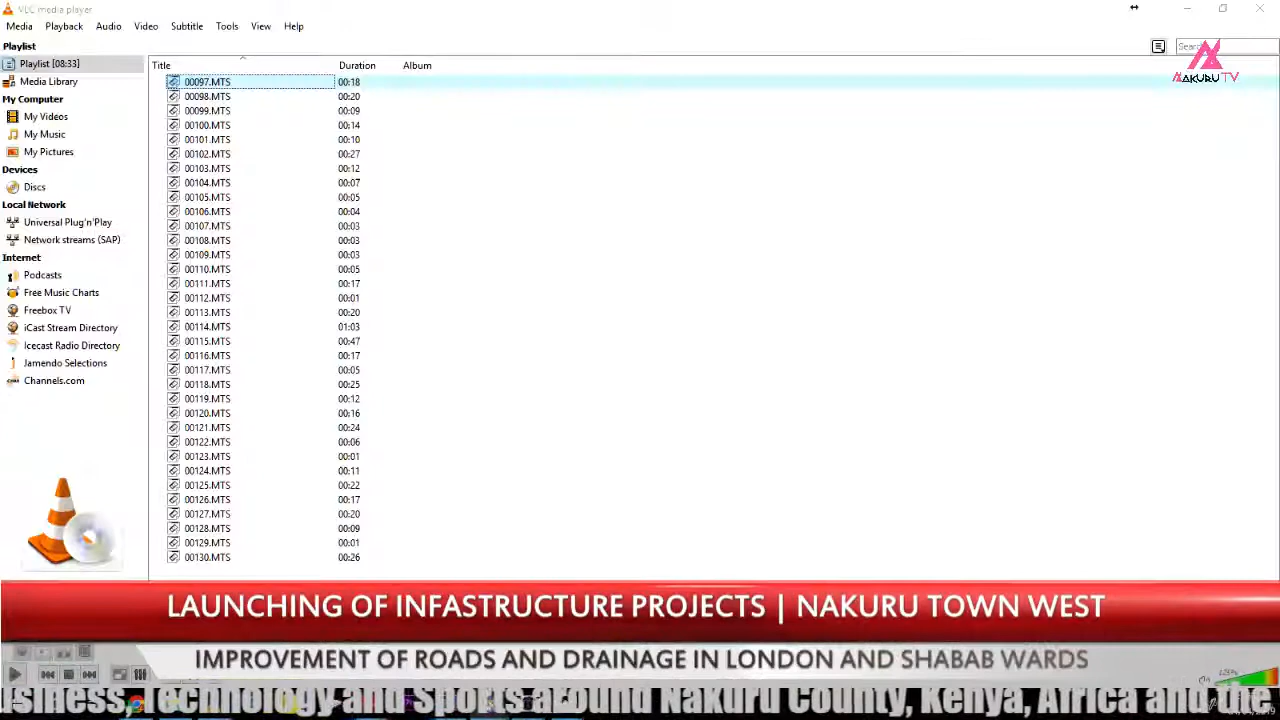 VLC media player
Media Playback Audio Video Subtitle Tools View Help
Playlist
Search
NAKURU TV
Playlist [08:33]
Media Library
My Computer
My Videos
My Music
My Pictures
Devices
Discs
Local Network
Universal Plug'n'Play
Network streams (SAP)
Internet
Podcasts
Free Music Charts
Freebox TV
iCast Stream Directory
Icecast Radio Directory
Jamendo Selections
Channels.com
Title Duration Album
00097.MTS 00:18
00098.MTS 00:20
00099.MTS 00:09
00100.MTS 00:14
00101.MTS 00:10
00102.MTS 00:27
00103.MTS 00:12
00104.MTS 00:07
00105.MTS 00:05
00106.MTS 00:04
00107.MTS 00:03
00108.MTS 00:03
00109.MTS 00:03
00110.MTS 00:05
00111.MTS 00:17
00112.MTS 00:01
00113.MTS 00:20
00114.MTS 01:03
00115.MTS 00:47
00116.MTS 00:17
00117.MTS 00:05
00118.MTS 00:25
00119.MTS 00:12
00120.MTS 00:16
00121.MTS 00:24
00122.MTS 00:06
00123.MTS 00:01
00124.MTS 00:11
00125.MTS 00:22
00126.MTS 00:17
00127.MTS 00:20
00128.MTS 00:09
00129.MTS 00:01
00130.MTS 00:26
LAUNCHING OF INFASTRUCTURE PROJECTS | NAKURU TOWN WEST
IMPROVEMENT OF ROADS AND DRAINAGE IN LONDON AND SHABAB WARDS
siness, Technology and Sports around Nakuru County, Kenya, Africa and